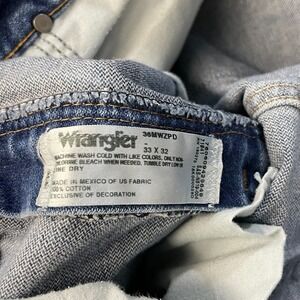 Wrangler
36MWZPD
33 X 32
MACHINE WASH COLD WITH LIKE COLORS, ONLY NON-
CHLORINE BLEACH WHEN NEEDED. TUMBLE DRY LOW OR
LINE DRY
MADE IN MEXICO OF US FABRIC
100% COTTON
EXCLUSIVE OF DECORATION